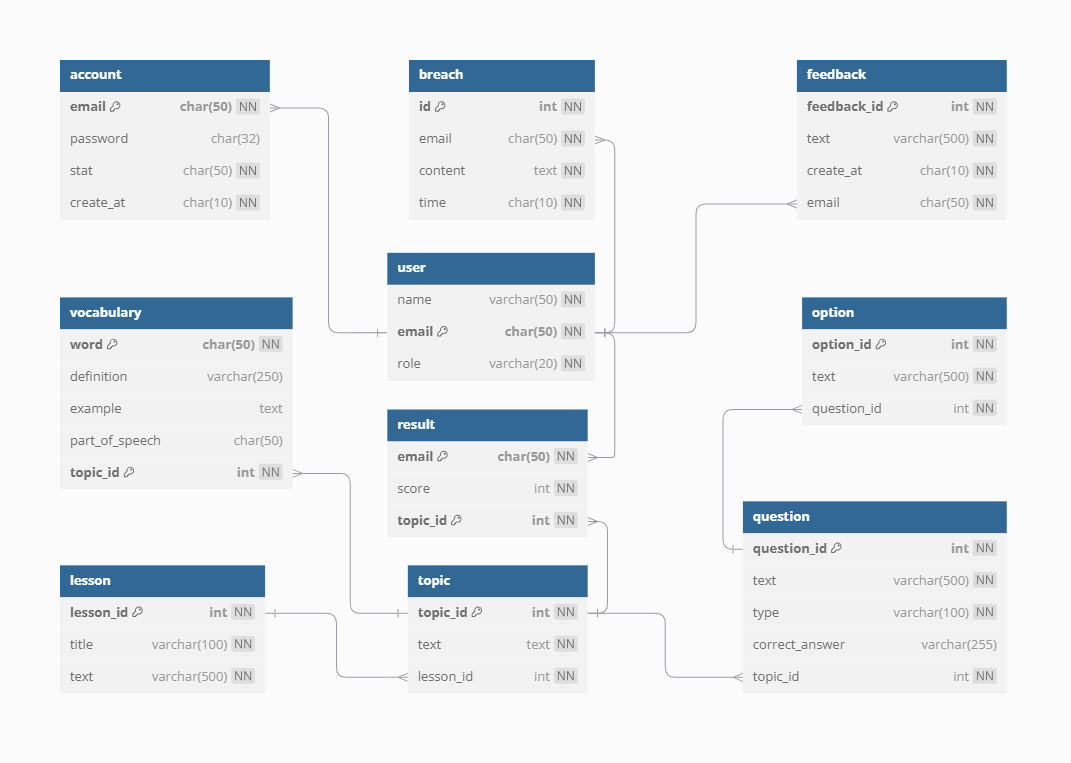 account
email char(50) NN
password char(32)
stat char(50) NN
create_at char(10) NN
breach
id int NN
email char(50) NN
content text NN
time char(10) NN
feedback
feedback_id int NN
text varchar(500) NN
create_at char(10) NN
email char(50) NN
user
name varchar(50) NN
email char(50) NN
role varchar(20) NN
vocabulary
word char(50) NN
definition varchar(250)
example text
part_of_speech char(50)
topic_id int NN
option
option_id int NN
text varchar(500) NN
question_id int NN
result
email char(50) NN
score int NN
topic_id int NN
question
question_id int NN
text varchar(500) NN
type varchar(100) NN
correct_answer varchar(255)
topic_id int NN
lesson
lesson_id int NN
title varchar(100) NN
text varchar(500) NN
topic
topic_id int NN
text text NN
lesson_id int NN